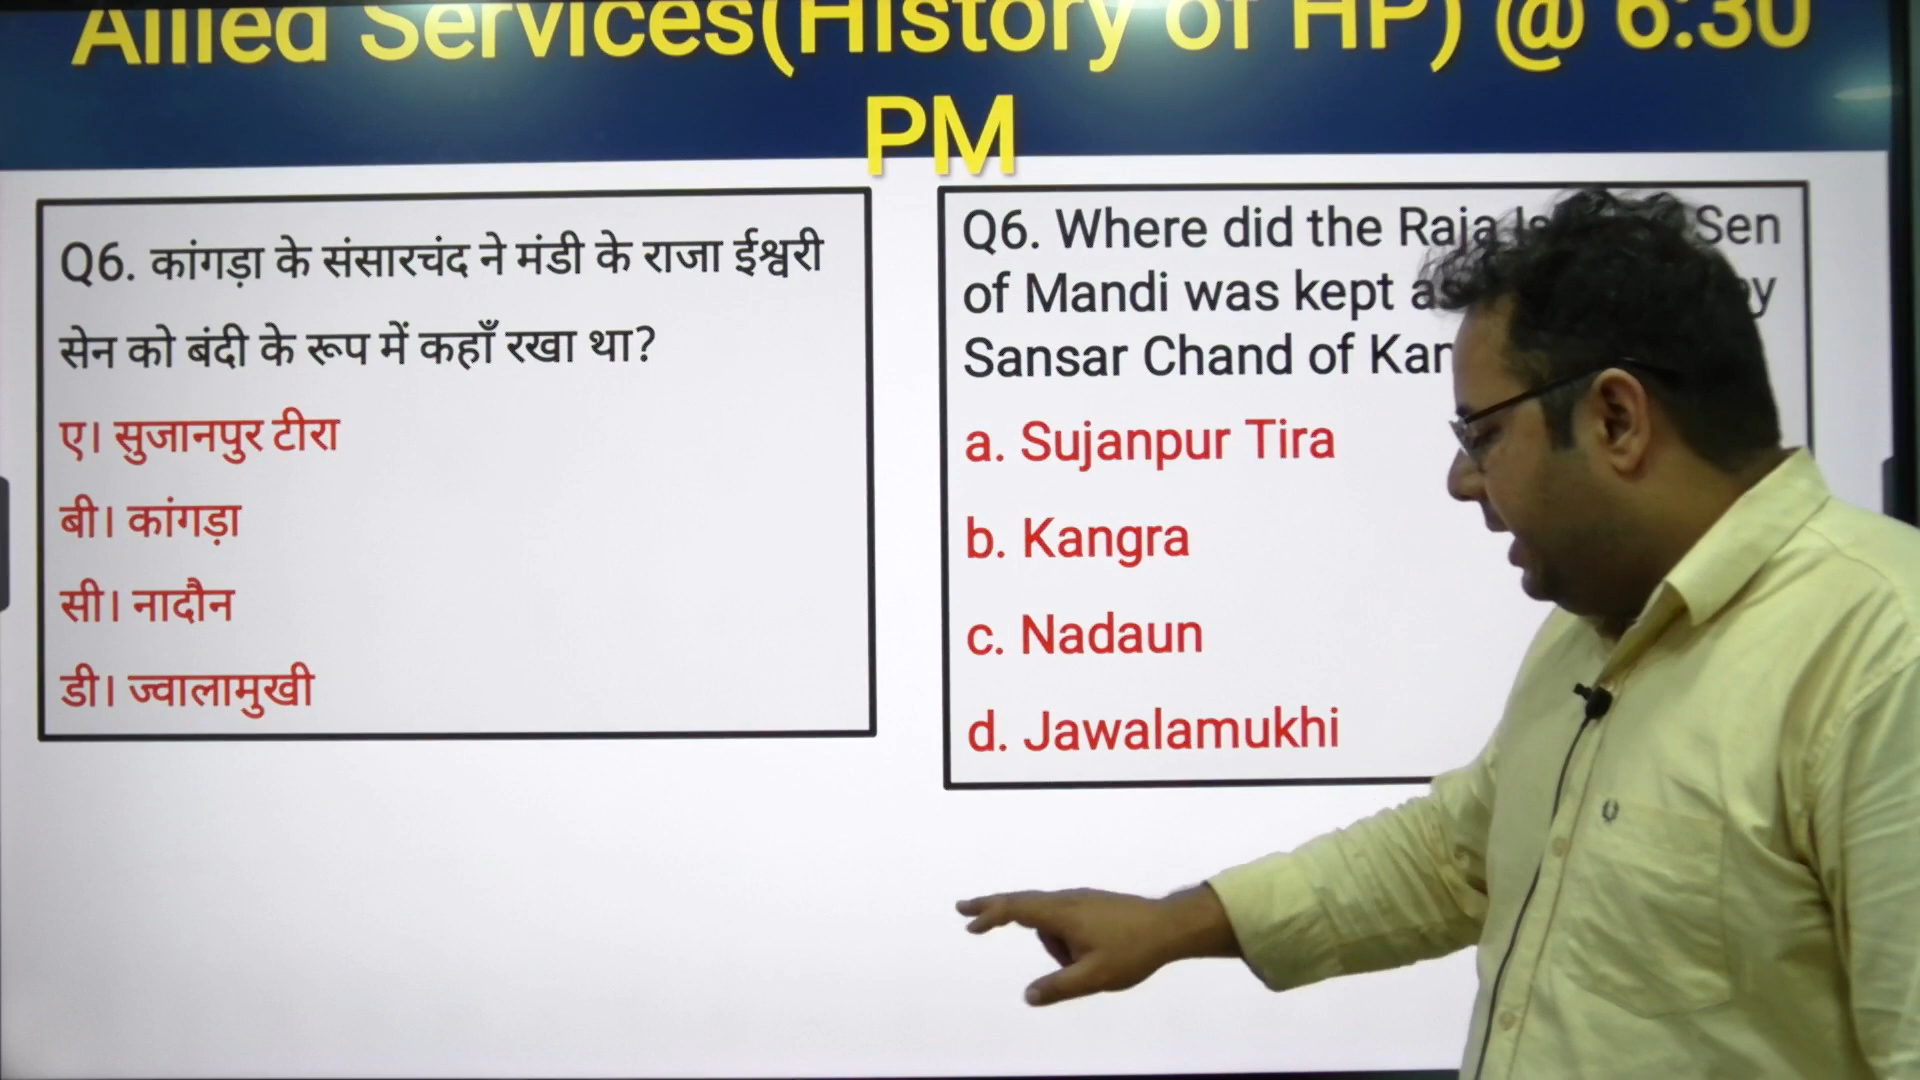 Allied Services(History of HP) @ 6:30
PM
Q6. कांगड़ा के संसारचंद ने मंडी के राजा ईश्वरी
सेन को बंदी के रूप में कहाँ रखा था?
ए। सुजानपुर टीरा
बी। कांगड़ा
सी। नादौन
डी। ज्वालामुखी
Q6. Where did the Raja Sen
of Mandi was kept
Sansar Chand of
a. Sujanpur Tira
b. Kangra
c. Nadaun
d. Jawalamukhi